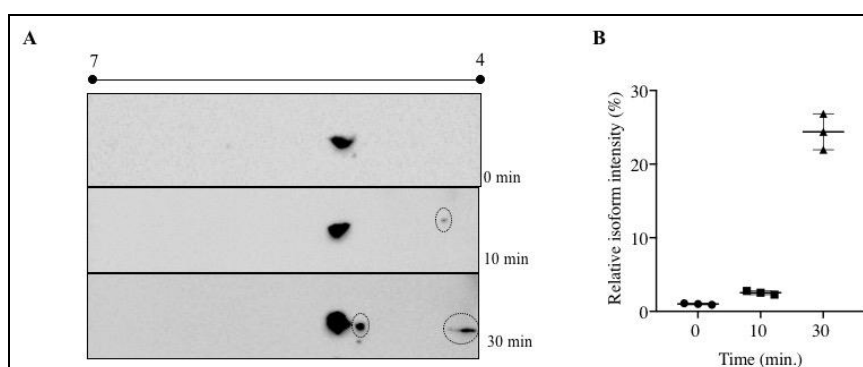 A
7
4
0 min
10 min
30 min
B
Relative isoform intensity (%)
30
20
10
0
0
10
30
Time (min.)